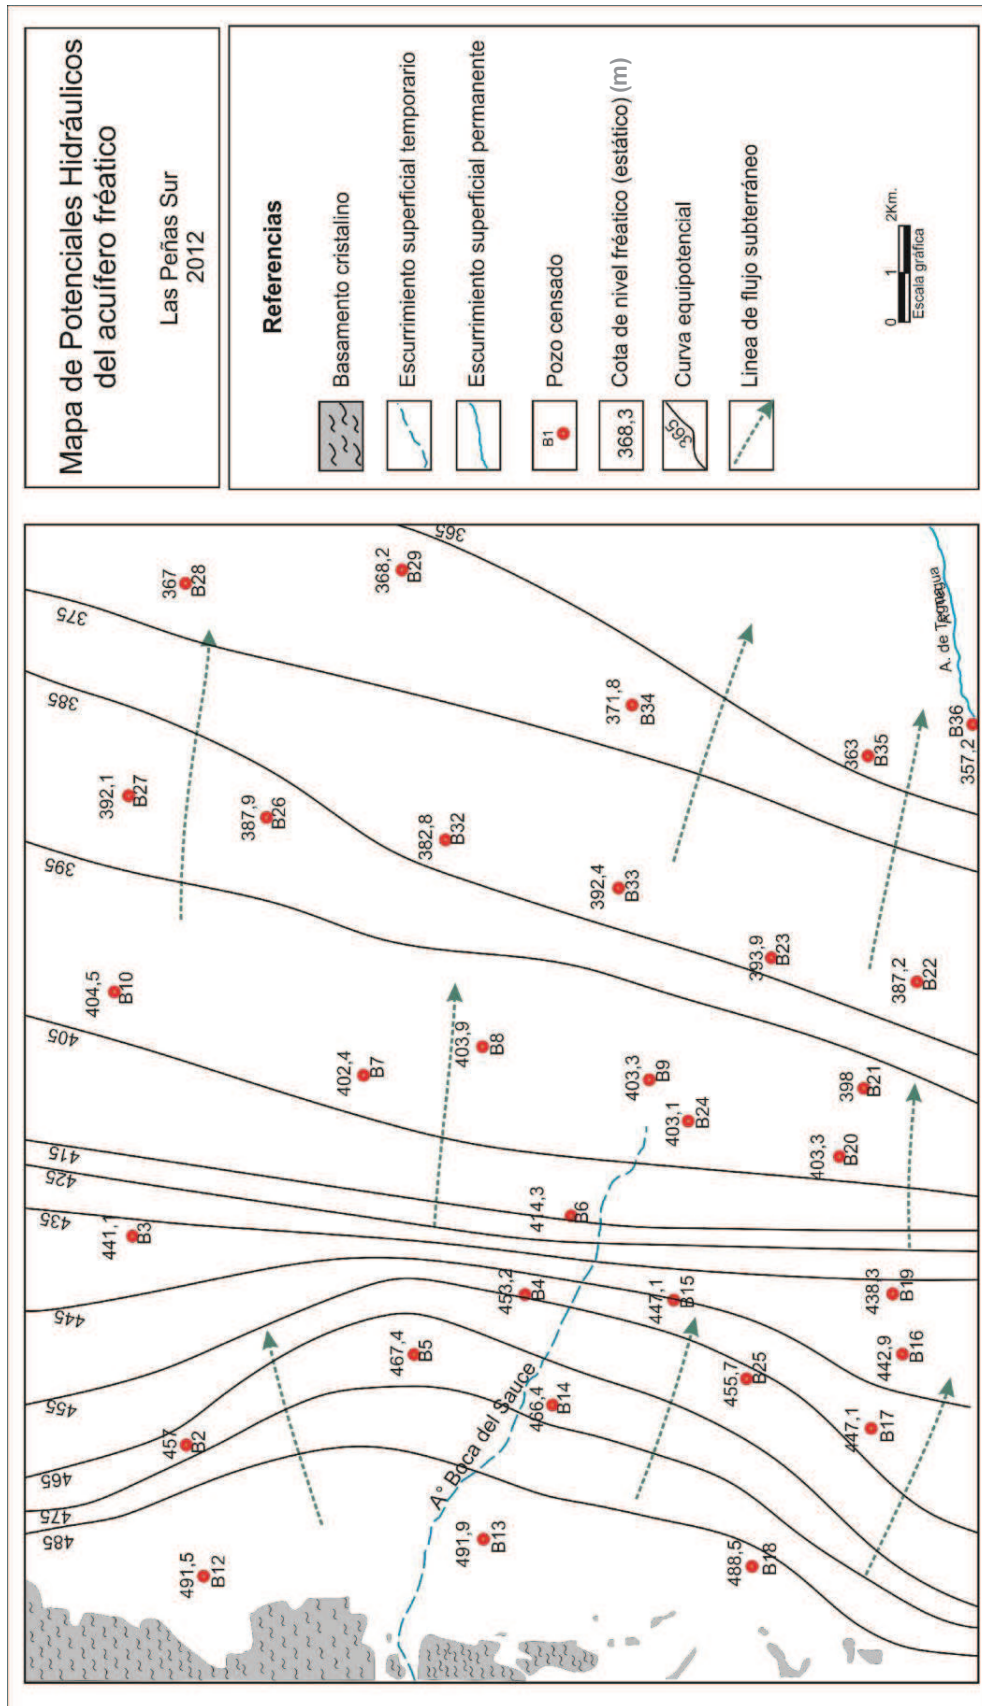 Mapa de Potenciales Hidráulicos
del acuífero fréatico
Las Peñas Sur
2012
Referencias
Basamento cristalino
Escurrimiento superficial temporario
Escurrimiento superficial permanente
B1
Pozo censado
368,3
Cota de nivel fréatico (estático) (m)
365
Curva equipotencial
Linea de flujo subterráneo
0 1 2Km.
Escala gráfica
485
475
465
455
445
435
425
415
405
395
385
375
365
491,5
B12
457
B2
441,1
B3
404,5
B10
392,1
B27
387,9
B26
367
B28
368,2
B29
467,4
B5
402,4
B7
403,9
B8
382,8
B32
491,9
B13
453,2
B4
466,4
B14
414,3
B6
A° Boca del Sauce
403,3
B9
403,1
B24
392,4
B33
371,8
B34
447,1
B15
455,7
B25
488,5
B18
393,9
B23
403,3
B20
398
B21
387,2
B22
363
B35
357,2
B36
438,3
B19
442,9
B16
447,1
B17
A. de